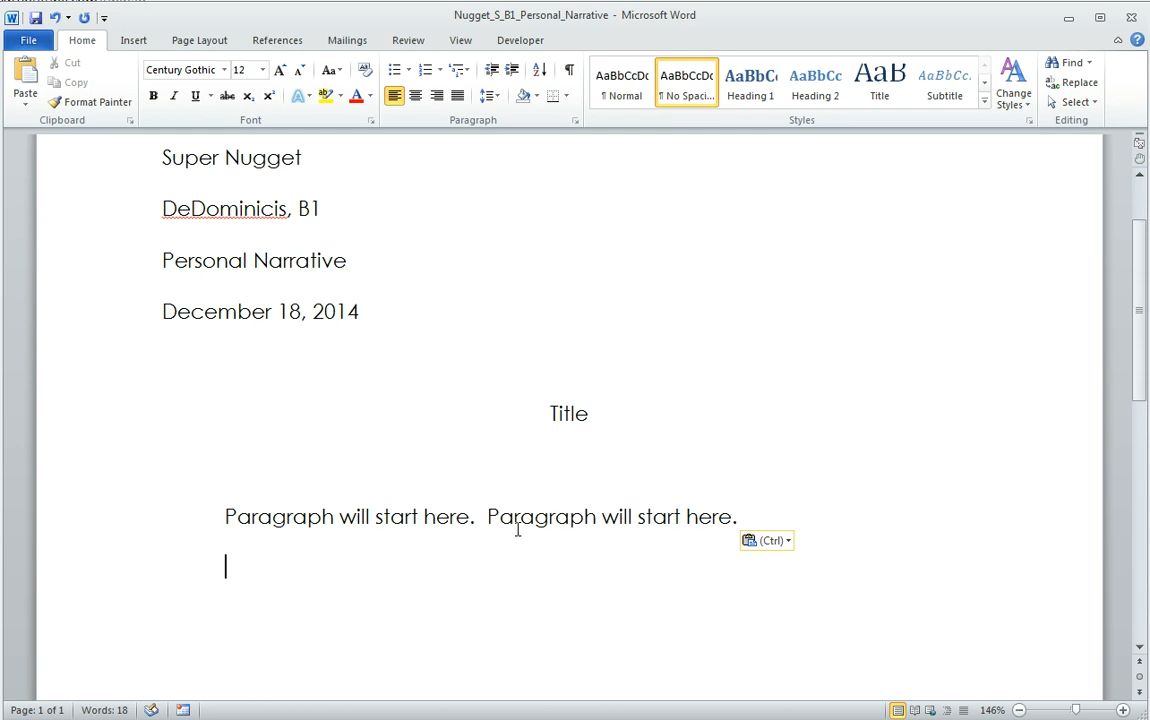 Nugget_S_B1_Personal_Narrative - Microsoft Word
File Home Insert Page Layout References Mailings Review View Developer
Cut
Copy
Format Painter
Paste
Clipboard
Century Gothic 12
Font
Paragraph
AaBbCcDc AaBbCcDc AaBbC AaBbCc AaB AaBbCc.
¶ Normal ¶ No Spaci... Heading 1 Heading 2 Title Subtitle
Change
Styles
Styles
Find
Replace
Select
Editing
Super Nugget
DeDominicis, B1
Personal Narrative
December 18, 2014
Title
Paragraph will start here.  Paragraph will start here.
(Ctrl)
Page: 1 of 1 Words: 18 146%